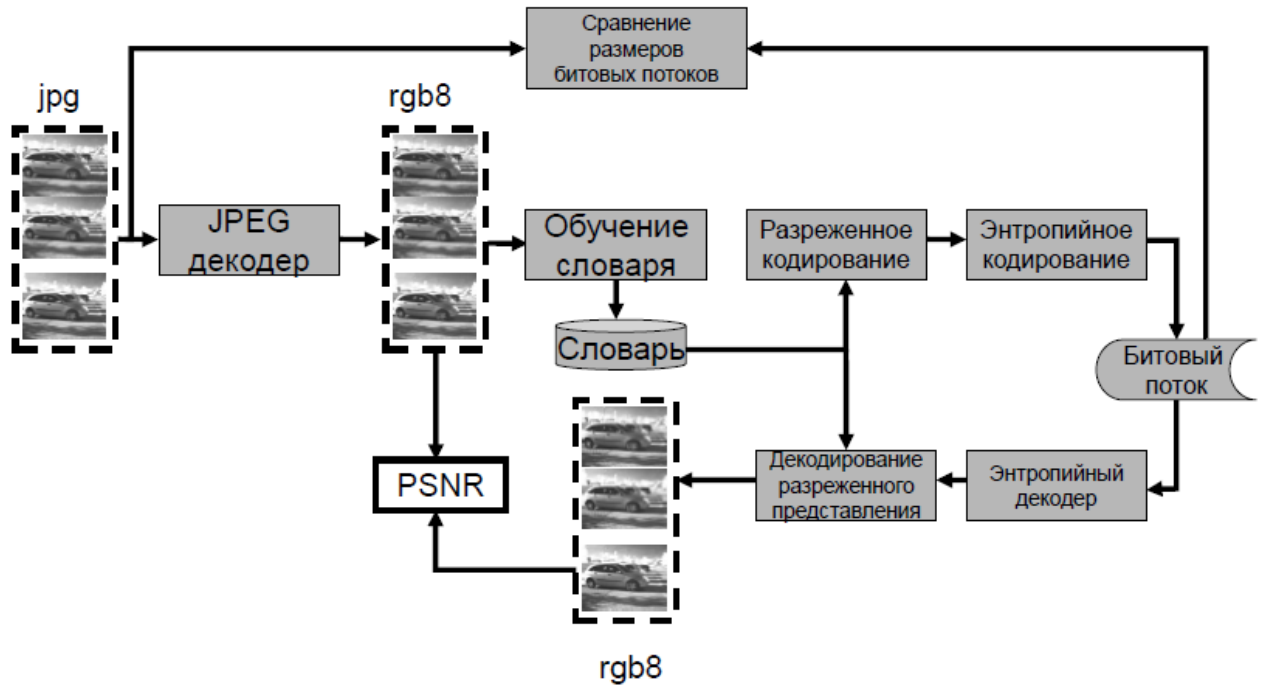 Сравнение
размеров
битовых потоков
jpg
rgb8
JPEG
декодер
Обучение
словаря
Разреженное
кодирование
Энтропийное
кодирование
Словарь
Битовый
поток
PSNR
Декодирование
разреженного
представления
Энтропийный
декодер
rgb8